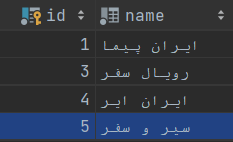 id name
1 ایران پیما
3 رویال سفر
4 ایران ایر
5 سیر و سفر